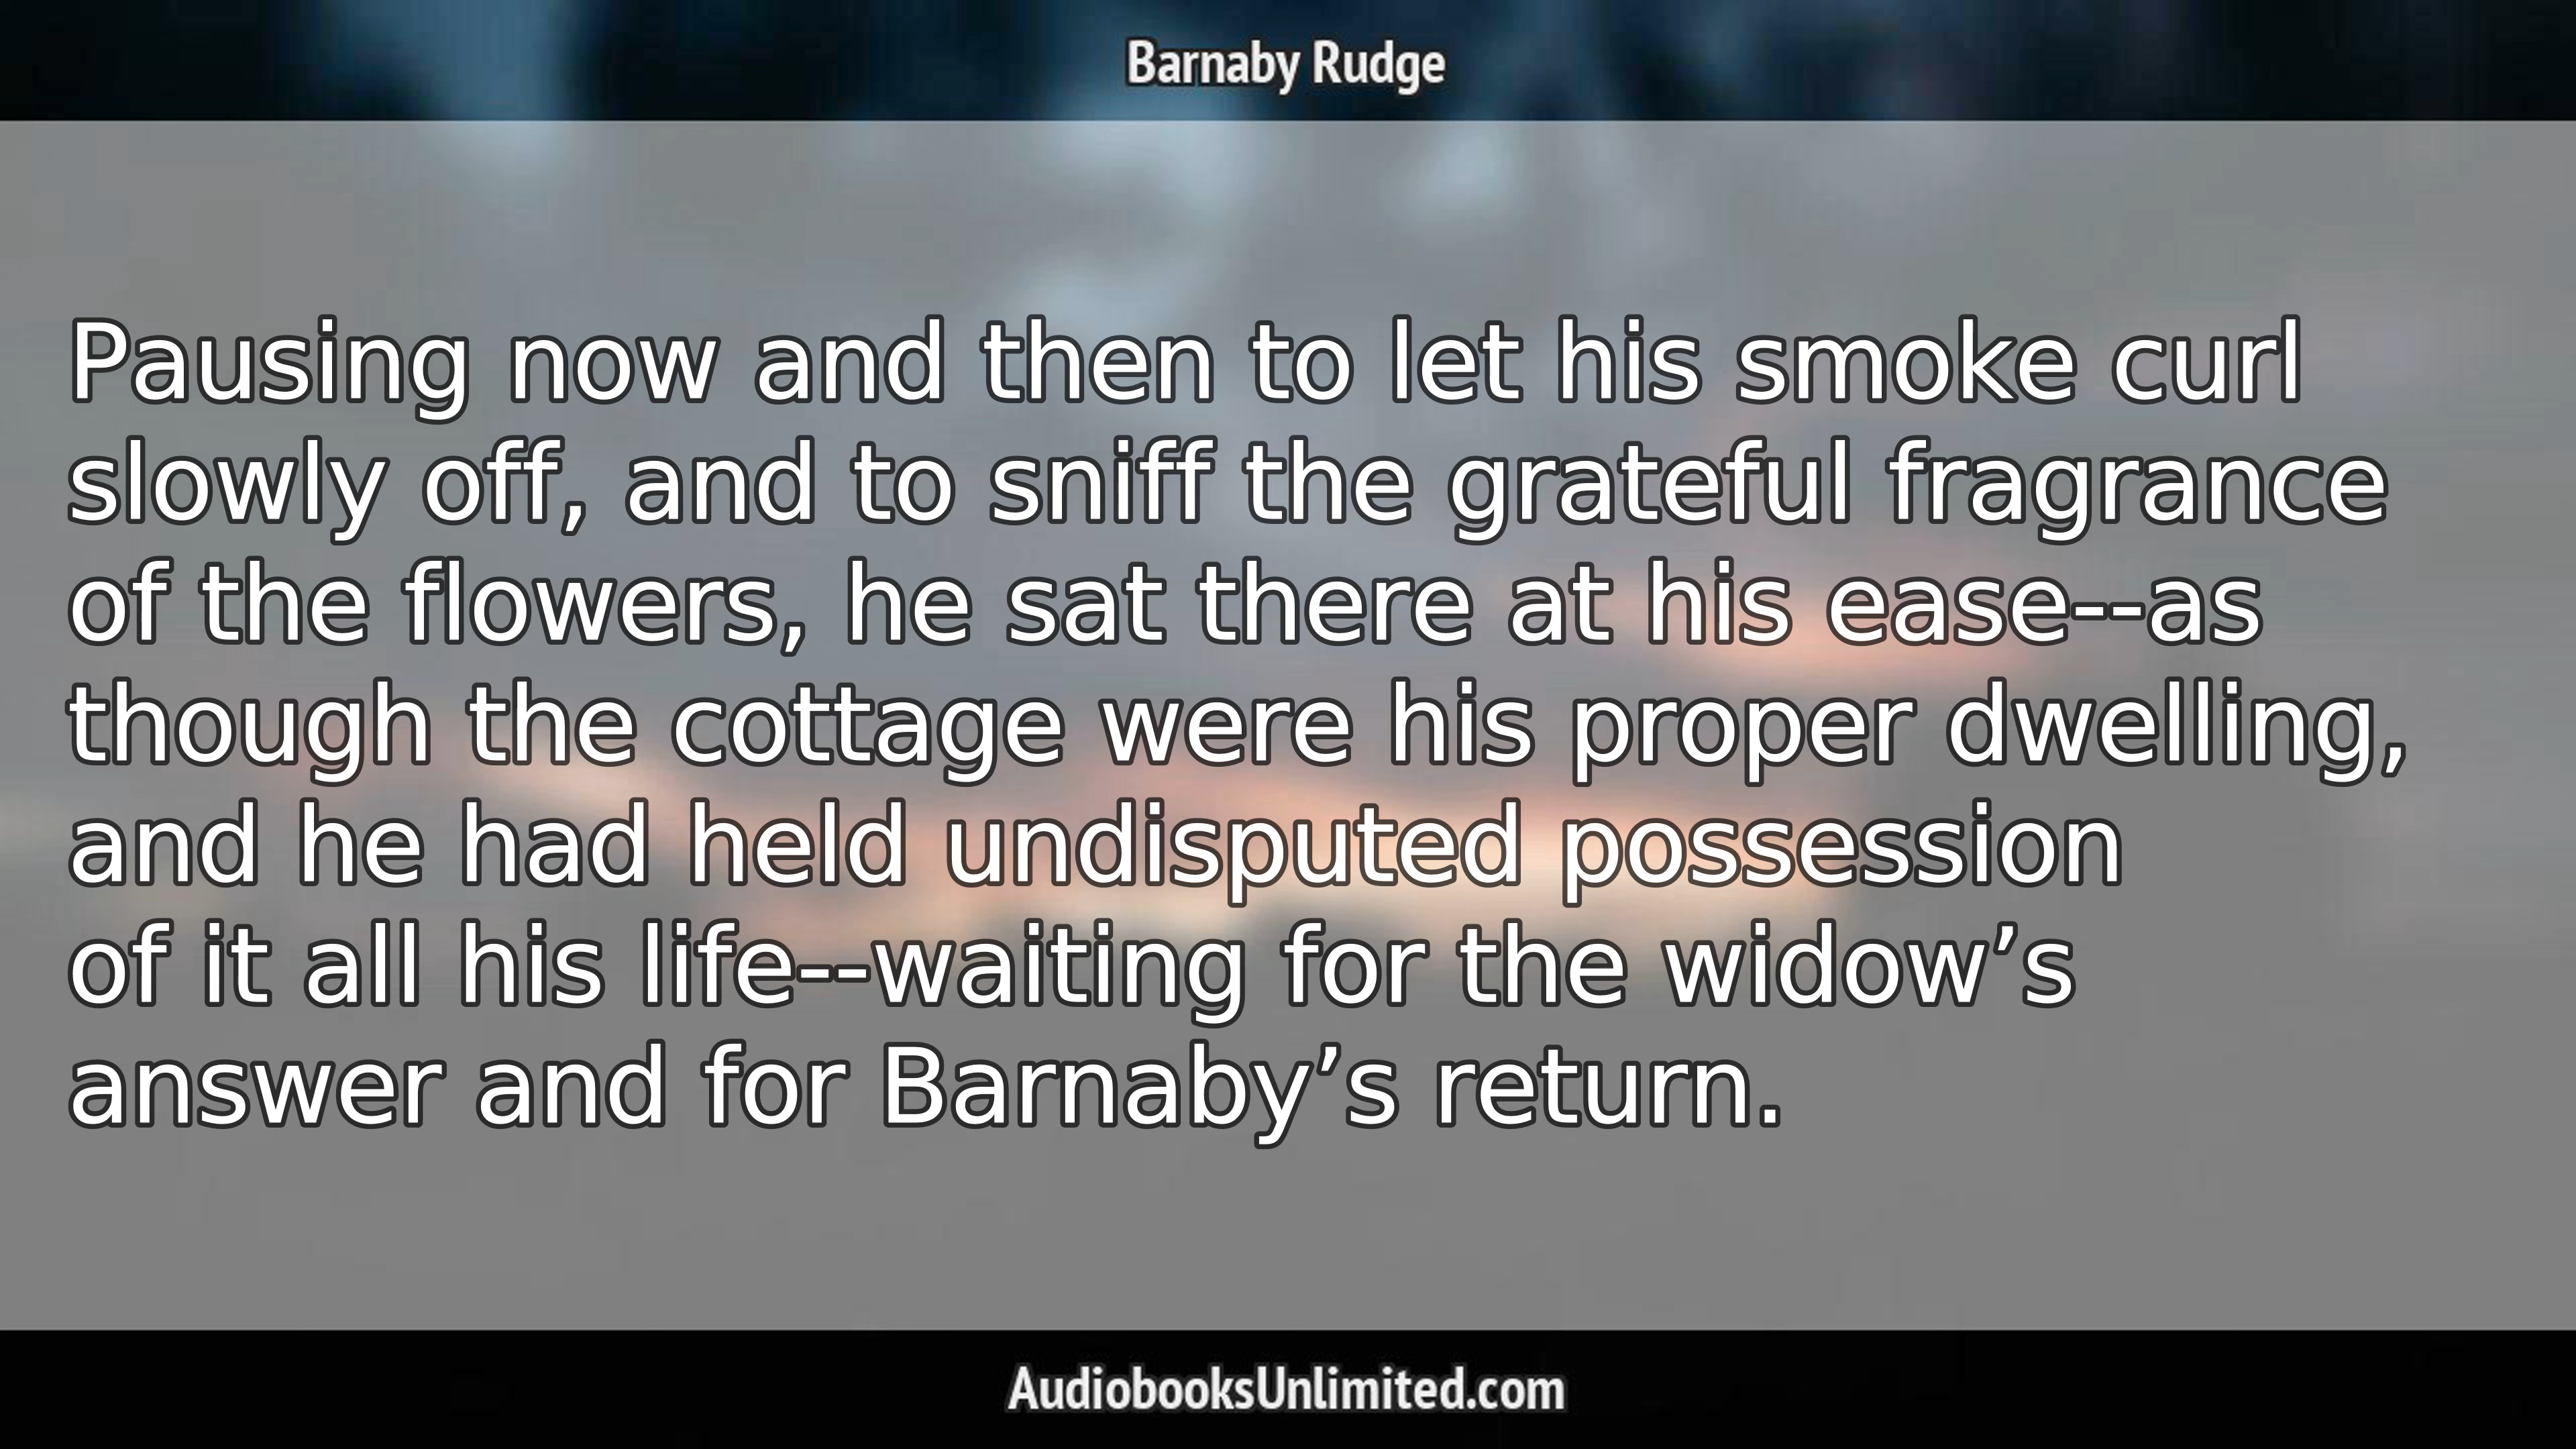 Barnaby Rudge
Pausing now and then to let his smoke curl
slowly off, and to sniff the grateful fragrance
of the flowers, he sat there at his ease--as
though the cottage were his proper dwelling,
and he had held undisputed possession
of it all his life--waiting for the widow’s
answer and for Barnaby’s return.
AudiobooksUnlimited.com